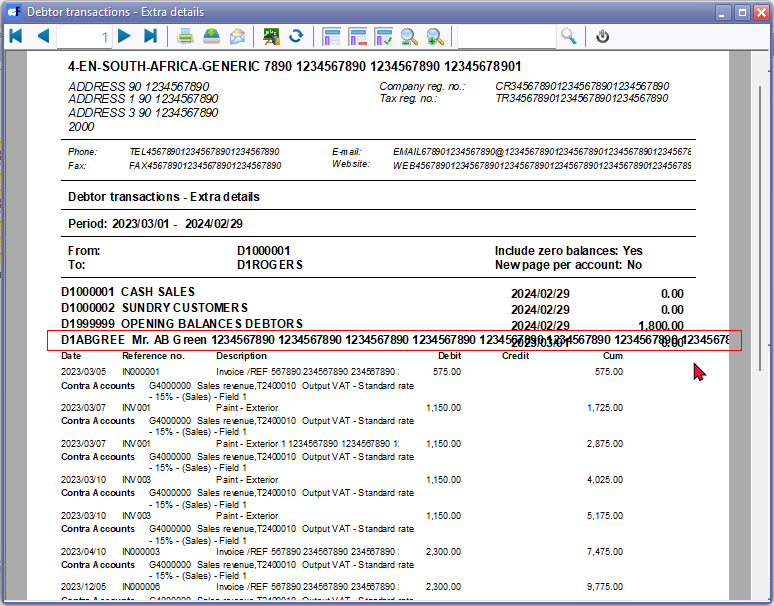 Debtor transactions - Extra details
1
4-EN-SOUTH-AFRICA-GENERIC 7890 1234567890 1234567890 12345678901
ADDRESS 90 1234567890 Company reg. no.: CR3456789012345678901234567890
ADDRESS 1 90 1234567890 Tax reg. no.: TR3456789012345678901234567890
ADDRESS 3 90 1234567890
2000
Phone: TEL456789012345678901234567890 E-mail: EMAIL678901234567890@1234567890123456789012345678
Fax: FAX456789012345678901234567890 Website: WEB4567890123456789012345678901234567890123456789
Debtor transactions - Extra details
Period: 2023/03/01 - 2024/02/29
From: D1000001 Include zero balances: Yes
To: D1ROGERS New page per account: No
D1000001 CASH SALES 2024/02/29 0.00
D1000002 SUNDRY CUSTOMERS 2024/02/29 0.00
D1999999 OPENING BALANCES DEBTORS 2024/02/29 1,800.00
D1ABGREE Mr. AB Green 1234567890 1234567890 1234567890 1234567890 1234567890 1234567890 1234567890 12345678 2023/03/01 0.00
Date Reference no. Description Debit Credit Cum
2023/03/05 IN000001 Invoice /REF 567890 234567890 234567890 575.00 575.00
Contra Accounts G4000000 Sales revenue,T2400010 Output VAT - Standard rate
- 15% - (Sales) - Field 1
2023/03/07 INV001 Paint - Exterior 1,150.00 1,725.00
Contra Accounts G4000000 Sales revenue,T2400010 Output VAT - Standard rate
- 15% - (Sales) - Field 1
2023/03/07 INV001 Paint - Exterior 1 1234567890 1234567890 1 1,150.00 2,875.00
Contra Accounts G4000000 Sales revenue,T2400010 Output VAT - Standard rate
- 15% - (Sales) - Field 1
2023/03/10 INV003 Paint - Exterior 1,150.00 4,025.00
Contra Accounts G4000000 Sales revenue,T2400010 Output VAT - Standard rate
- 15% - (Sales) - Field 1
2023/03/10 INV003 Paint - Exterior 1,150.00 5,175.00
Contra Accounts G4000000 Sales revenue,T2400010 Output VAT - Standard rate
- 15% - (Sales) - Field 1
2023/04/10 IN000003 Invoice /REF 567890 234567890 234567890 2,300.00 7,475.00
Contra Accounts G4000000 Sales revenue,T2400010 Output VAT - Standard rate
- 15% - (Sales) - Field 1
2023/12/05 IN000006 Invoice /REF 567890 234567890 234567890 2,300.00 9,775.00